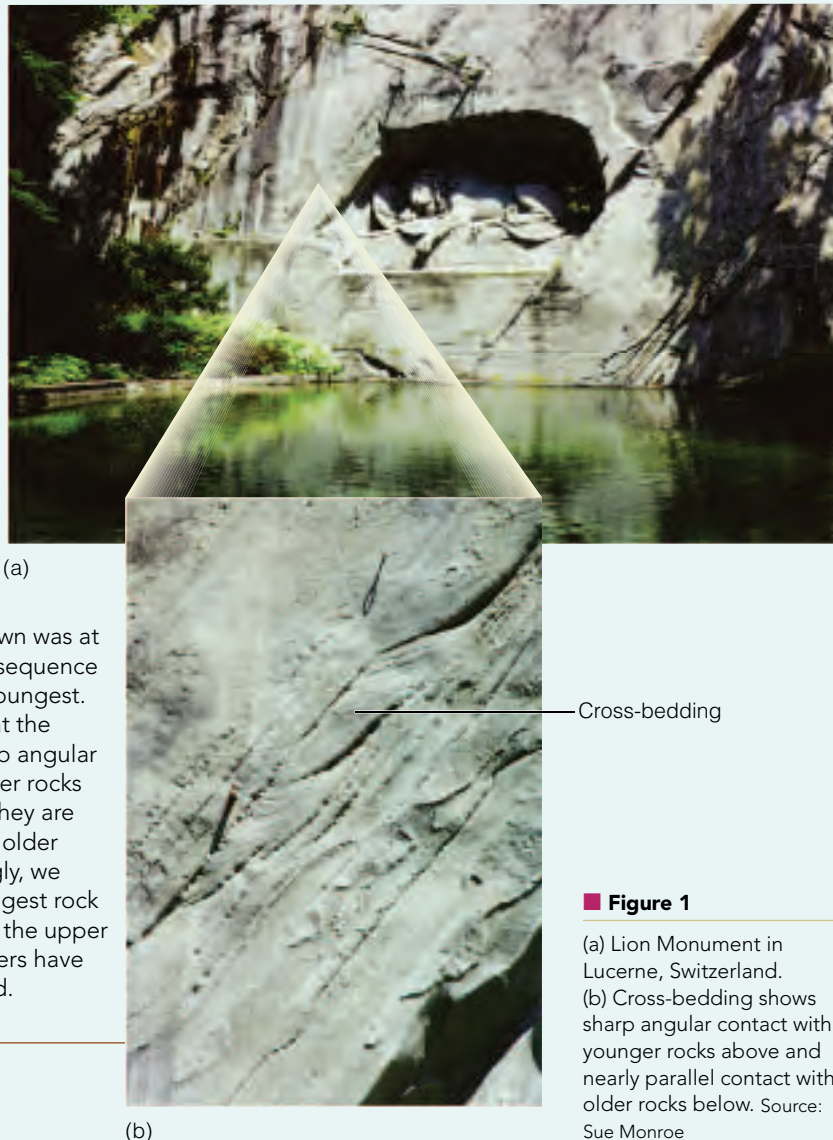 (a)
wn was at
sequence
oungest.
at the
o angular
er rocks
hey are
older
gly, we
gest rock
the upper
ers have
d.
Cross-bedding
(b)
■ Figure 1
(a) Lion Monument in
Lucerne, Switzerland.
(b) Cross-bedding shows
sharp angular contact with
younger rocks above and
nearly parallel contact with
older rocks below. Source:
Sue Monroe